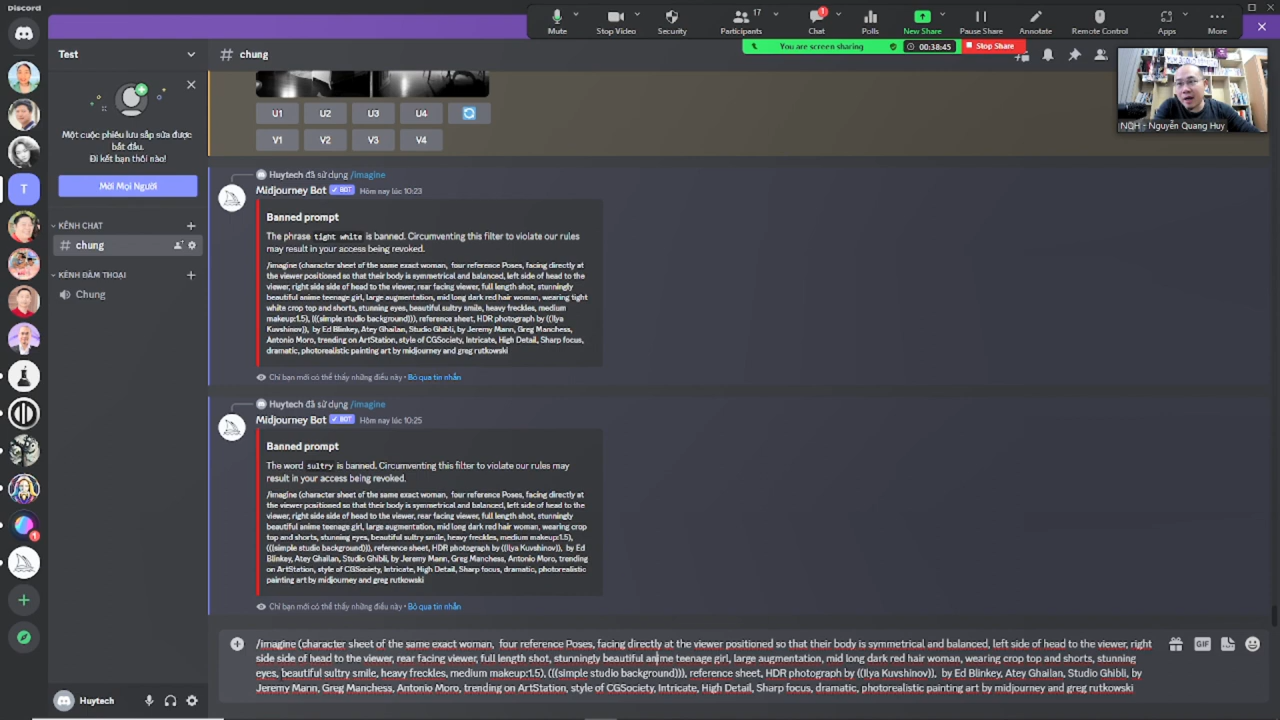 Discord
Mute
Stop Video
Security
17
Participants
1
Chat
Polls
New Share
Pause Share
Annotate
Remote Control
Apps
More
You are screen sharing
00:38:45
Stop Share
Test
chung
NQH - Nguyễn Quang Huy
Một cuộc phiêu lưu sắp sửa được
bắt đầu.
Đi kết bạn thôi nào!
Mời Mọi Người
KÊNH CHAT
chung
KÊNH ĐÀM THOẠI
Chung
T
1
U1 U2 U3 U4
V1 V2 V3 V4
Huytech đã sử dụng /imagine
Midjourney Bot BOT Hôm nay lúc 10:23
Banned prompt
The phrase tight white is banned. Circumventing this filter to violate our rules
may result in your access being revoked.
/imagine (character sheet of the same exact woman, four reference Poses, facing directly at
the viewer positioned so that their body is symmetrical and balanced, left side of head to the
viewer, right side side of head to the viewer, rear facing viewer, full length shot, stunningly
beautiful anime teenage girl, large augmentation, mid long dark red hair woman, wearing tight
white crop top and shorts, stunning eyes, beautiful sultry smile, heavy freckles, medium
makeup:1.5), (((simple studio background))), reference sheet, HDR photograph by ((Ilya
Kuvshinov)), by Ed Blinkey, Atey Ghailan, Studio Ghibli, by Jeremy Mann, Greg Manchess,
Antonio Moro, trending on ArtStation, style of CGSociety, Intricate, High Detail, Sharp focus,
dramatic, photorealistic painting art by midjourney and greg rutkowski
Chỉ bạn mới có thể thấy những điều này • Bỏ qua tin nhắn
Huytech đã sử dụng /imagine
Midjourney Bot BOT Hôm nay lúc 10:25
Banned prompt
The word sultry is banned. Circumventing this filter to violate our rules may
result in your access being revoked.
/imagine (character sheet of the same exact woman, four reference Poses, facing directly at
the viewer positioned so that their body is symmetrical and balanced, left side of head to the
viewer, right side side of head to the viewer, rear facing viewer, full length shot, stunningly
beautiful anime teenage girl, large augmentation, mid long dark red hair woman, wearing crop
top and shorts, stunning eyes, beautiful sultry smile, heavy freckles, medium makeup:1.5),
(((simple studio background))), reference sheet, HDR photograph by ((Ilya Kuvshinov)), by Ed
Blinkey, Atey Ghailan, Studio Ghibli, by Jeremy Mann, Greg Manchess, Antonio Moro, trending
on ArtStation, style of CGSociety, Intricate, High Detail, Sharp focus, dramatic, photorealistic
painting art by midjourney and greg rutkowski
Chỉ bạn mới có thể thấy những điều này • Bỏ qua tin nhắn
/imagine (character sheet of the same exact woman, four reference Poses, facing directly at the viewer positioned so that their body is symmetrical and balanced, left side of head to the viewer, right
side side of head to the viewer, rear facing viewer, full length shot, stunningly beautiful anime teenage girl, large augmentation, mid long dark red hair woman, wearing crop top and shorts, stunning
eyes, beautiful sultry smile, heavy freckles, medium makeup:1.5), (((simple studio background))), reference sheet, HDR photograph by ((Ilya Kuvshinov)), by Ed Blinkey, Atey Ghailan, Studio Ghibli, by
Jeremy Mann, Greg Manchess, Antonio Moro, trending on ArtStation, style of CGSociety, Intricate, High Detail, Sharp focus, dramatic, photorealistic painting art by midjourney and greg rutkowski
GIF
Huytech